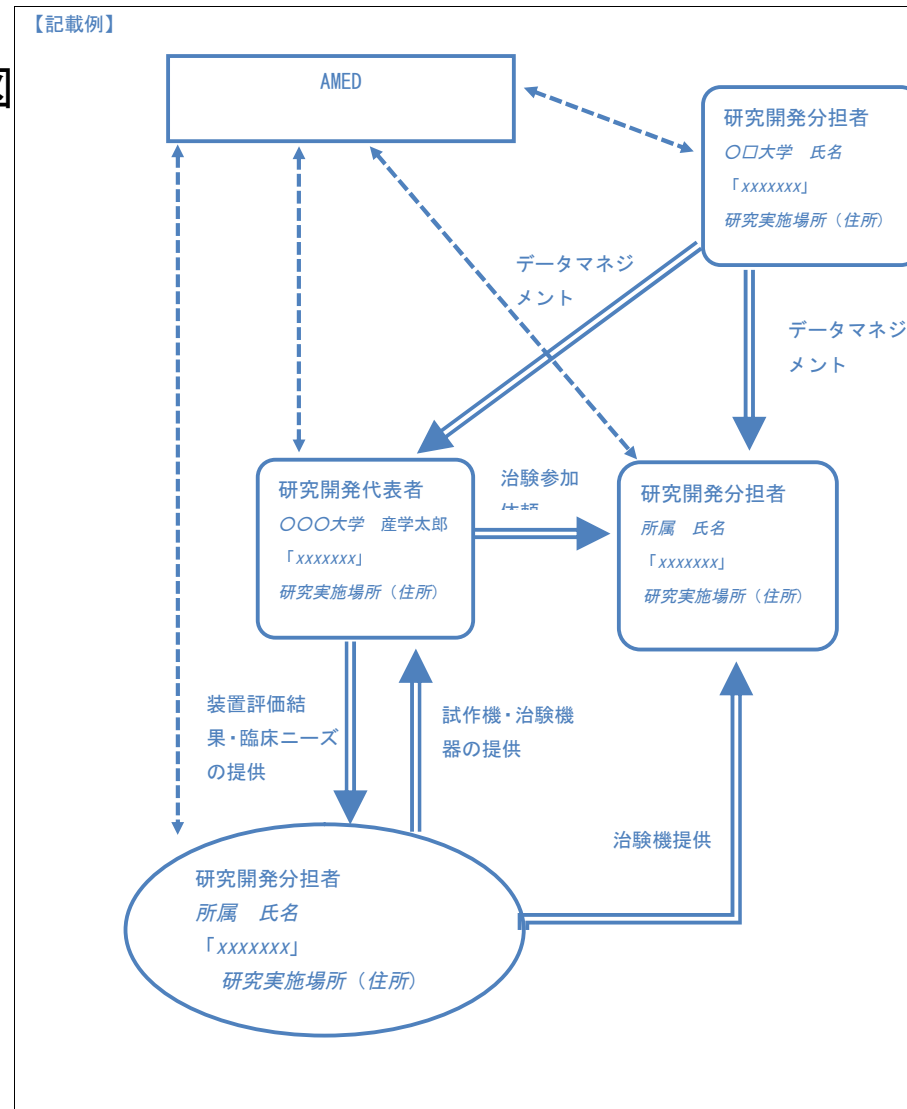 【記載例】
図
AMED
研究開発分担者
〇口大学　氏名
「xxxxxxx」
研究実施場所（住所）
データマネジ
メント
データマネジ
メント
研究開発代表者
〇〇〇大学　産学太郎
「xxxxxxx」
研究実施場所（住所）
治験参加
研究開発分担者
所属　氏名
「xxxxxxx」
研究実施場所（住所）
装置評価結
果・臨床ニーズ
の提供
試作機・治験機
器の提供
治験機提供
研究開発分担者
所属　氏名
「xxxxxxx」
研究実施場所（住所）